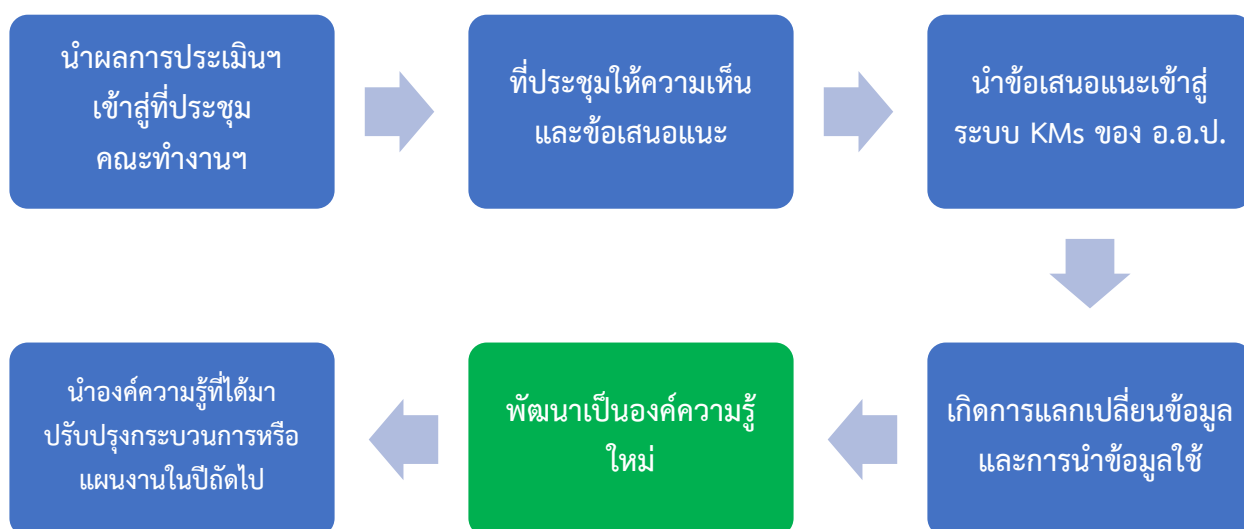 นำผลการประเมินฯ
เข้าสู่ที่ประชุม
คณะทำงานฯ
ที่ประชุมให้ความเห็น
และข้อเสนอแนะ
นำข้อเสนอแนะเข้าสู่
ระบบ KMs ของ อ.อ.ป.
เกิดการแลกเปลี่ยนข้อมูล
และการนำข้อมูลใช้
พัฒนาเป็นองค์ความรู้
ใหม่
นำองค์ความรู้ที่ได้มา
ปรับปรุงกระบวนการหรือ
แผนงานในปีถัดไป